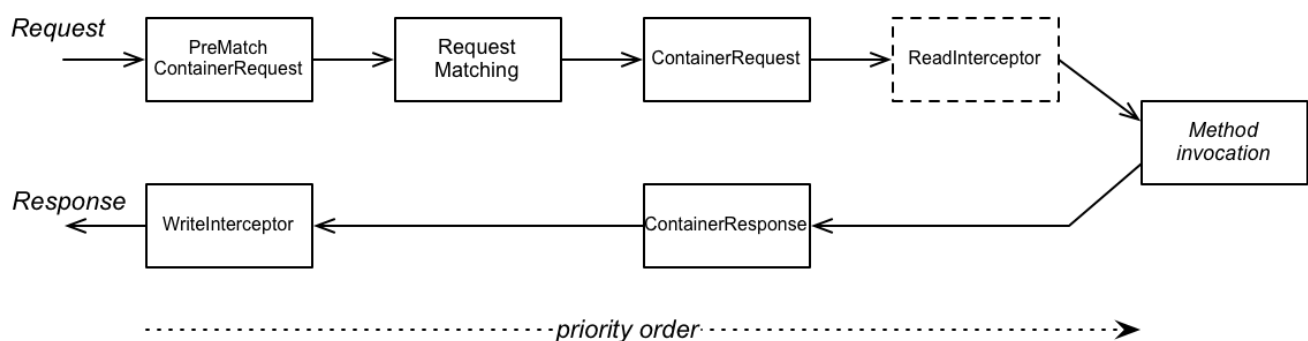 Request
PreMatch
ContainerRequest
Request
Matching
ContainerRequest
ReadInterceptor
Method
invocation
Response
WriteInterceptor
ContainerResponse
priority order